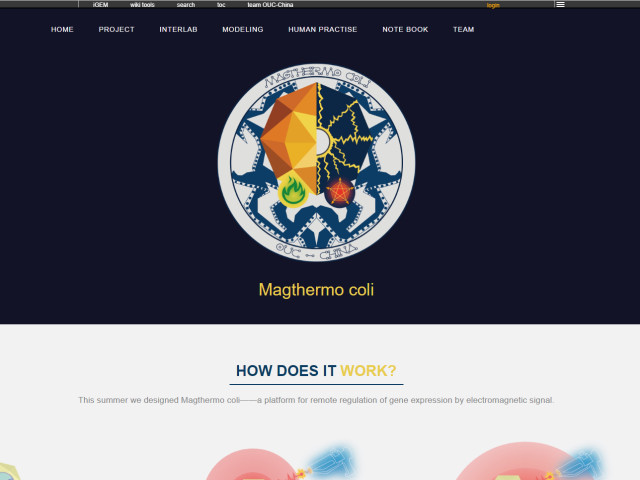 iGEM wiki tools search toc team OUC-China login
HOME PROJECT INTERLAB MODELING HUMAN PRACTISE NOTE BOOK TEAM
MAGTHERMO COLI
OUC - CHINA
Magthermo coli
HOW DOES IT WORK?
This summer we designed Magthermo coli——a platform for remote regulation of gene expression by electromagnetic signal.